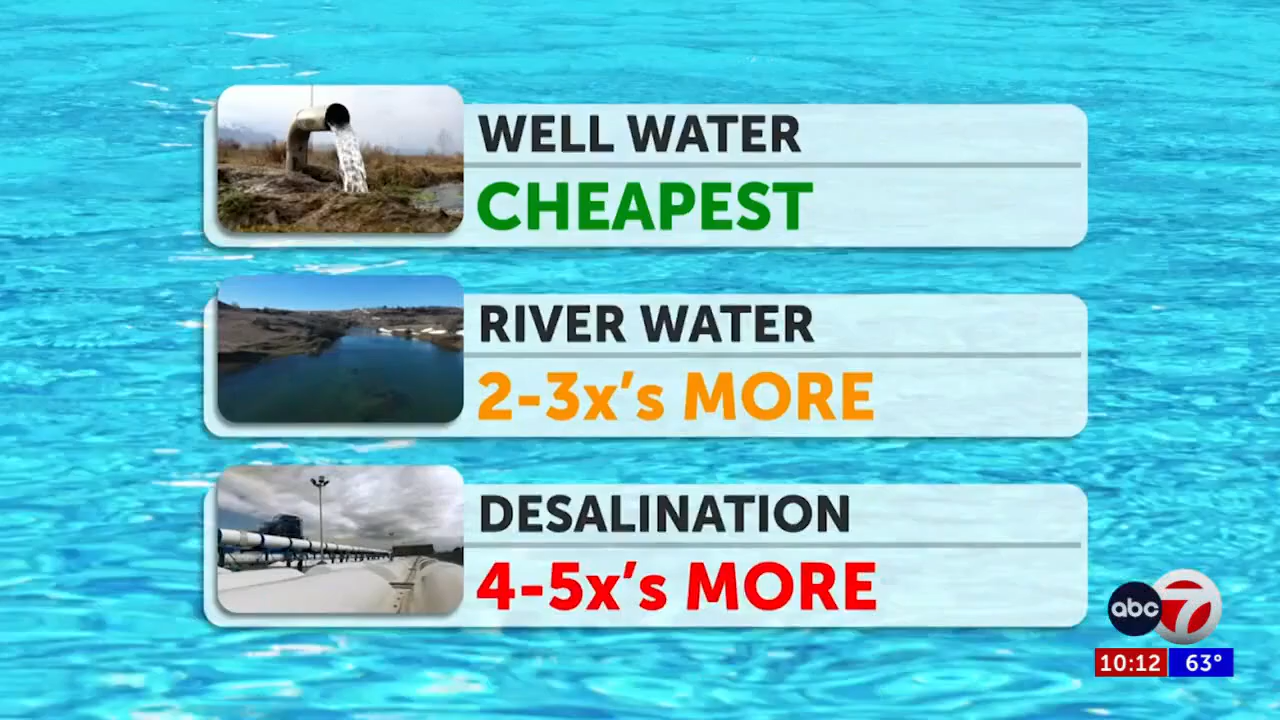 WELL WATER
CHEAPEST
RIVER WATER
2-3x's MORE
DESALINATION
4-5x's MORE
abc 7
10:12 63°